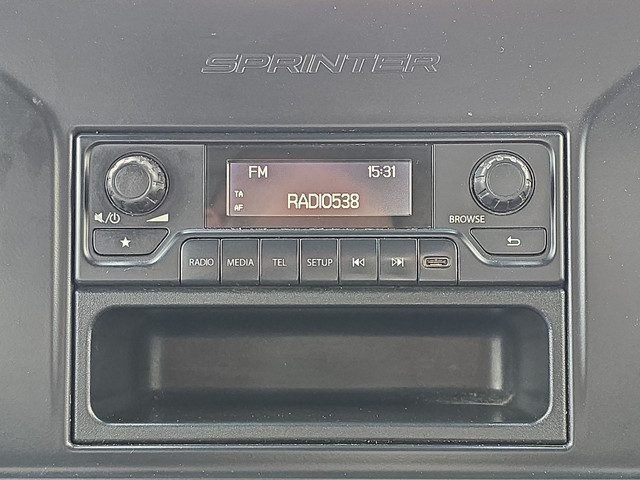 SPRINTER
FM 15:31
TA
RADIO538
AF
BROWSE
RADIO MEDIA TEL SETUP